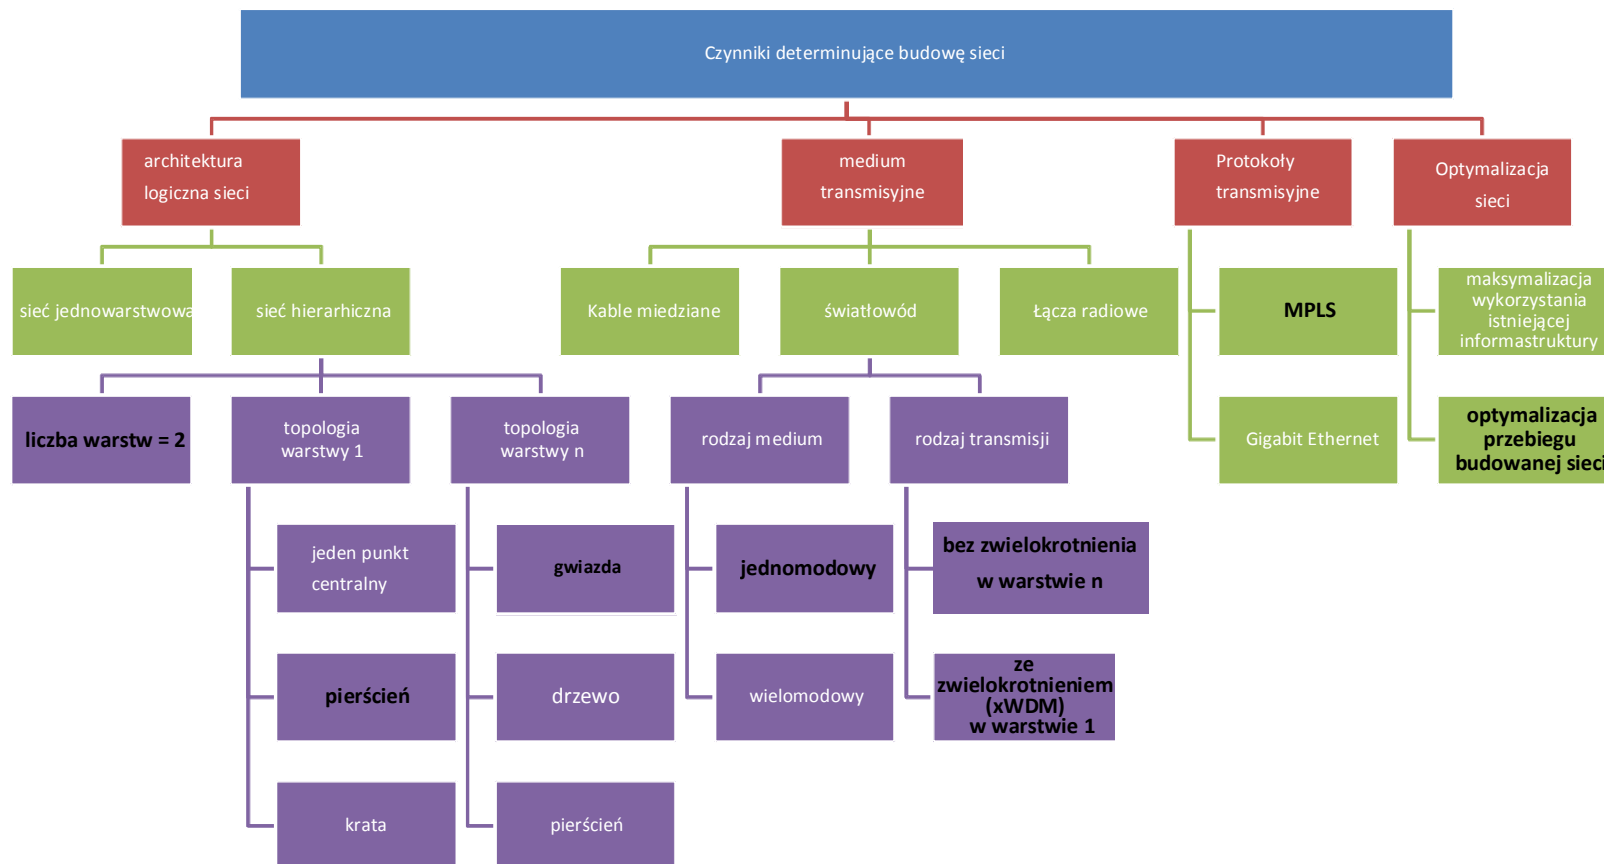 Czynniki determinujące budowę sieci
architektura
logiczna sieci
medium
transmisyjne
Protokoły
transmisyjne
Optymalizacja
sieci
sieć jednowarstwowa
sieć hierarhiczna
Kable miedziane
światłowód
Łącza radiowe
MPLS
maksymalizacja
wykorzystania
istniejącej
informastruktury
liczba warstw = 2
topologia
warstwy 1
topologia
warstwy n
rodzaj medium
rodzaj transmisji
Gigabit Ethernet
optymalizacja
przebiegu
budowanej sieci
jeden punkt
centralny
gwiazda
jednomodowy
bez zwielokrotnienia
w warstwie n
pierścień
drzewo
wielomodowy
ze
zwielokrotnieniem
(xWDM)
w warstwie 1
krata
pierścień